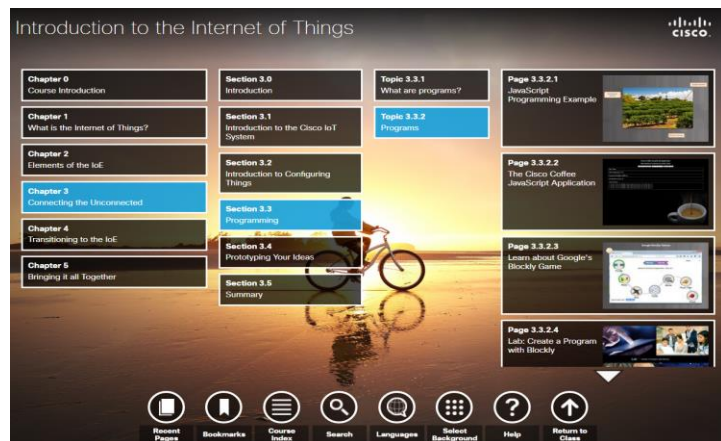 Introduction to the Internet of Things
CISCO
Chapter 0
Course Introduction
Chapter 1
What is the Internet of Things?
Chapter 2
Elements of the IoE
Chapter 3
Connecting the Unconnected
Chapter 4
Transitioning to the IoE
Chapter 5
Bringing it all Together
Section 3.0
Introduction
Section 3.1
Introduction to the Cisco IoT
System
Section 3.2
Introduction to Configuring
Things
Section 3.3
Programming
Section 3.4
Prototyping Your Ideas
Section 3.5
Summary
Topic 3.3.1
What are programs?
Topic 3.3.2
Programs
Page 3.3.2.1
JavaScript
Programming Example
Page 3.3.2.2
The Cisco Coffee
JavaScript Application
Page 3.3.2.3
Learn about Google's
Blockly Game
Page 3.3.2.4
Lab: Create a Program
with Blockly
Recent
Pages
Bookmarks
Course
Index
Search
Languages
Select
Background
Help
Return to
Class